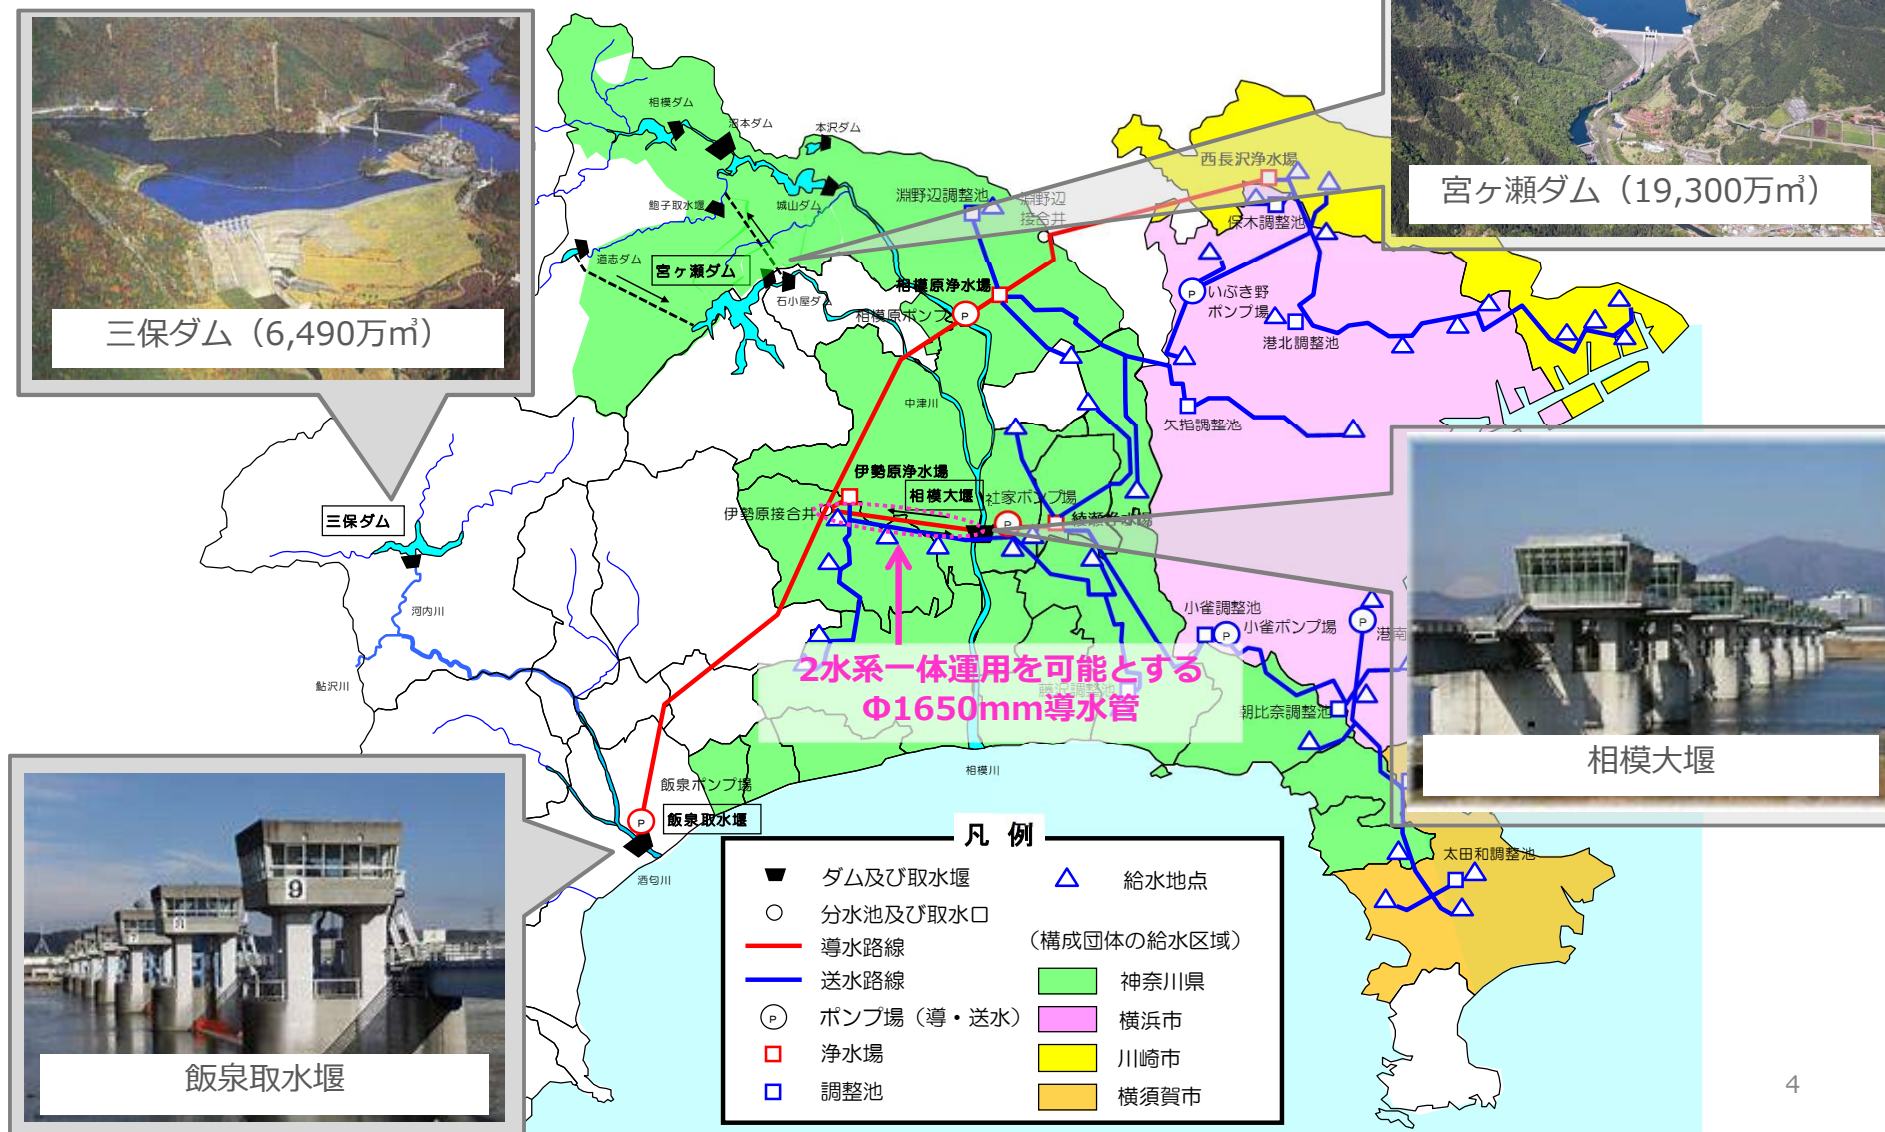 三保ダム（6,490万㎥）
宮ヶ瀬ダム（19,300万㎥）
相模ダム
沼本ダム
本沢ダム
西長沢浄水場
淵野辺調整池
淵野辺
接合井
保木調整池
鮑子取水堰
城山ダム
道志ダム
宮ヶ瀬ダム
石小屋ダム
相模原浄水場
相模原ポンプ
P
P
いぶき野
ポンプ場
港北調整池
中津川
矢指調整池
伊勢原浄水場
相模大堰
社家ポンプ場
伊勢原接合井
綾瀬浄水場
三保ダム
河内川
鮎沢川
小雀調整池
P
小雀ポンプ場
P
港南
2水系一体運用を可能とする
Φ1650mm導水管
藤沢調整池
朝比奈調整池
相模川
相模大堰
飯泉ポンプ場
P
飯泉取水堰
酒匂川
太田和調整池
9
飯泉取水堰
凡 例
ダム及び取水堰
分水池及び取水口
導水路線
送水路線
P
ポンプ場（導・送水）
浄水場
調整池
給水地点
（構成団体の給水区域）
神奈川県
横浜市
川崎市
横須賀市
4